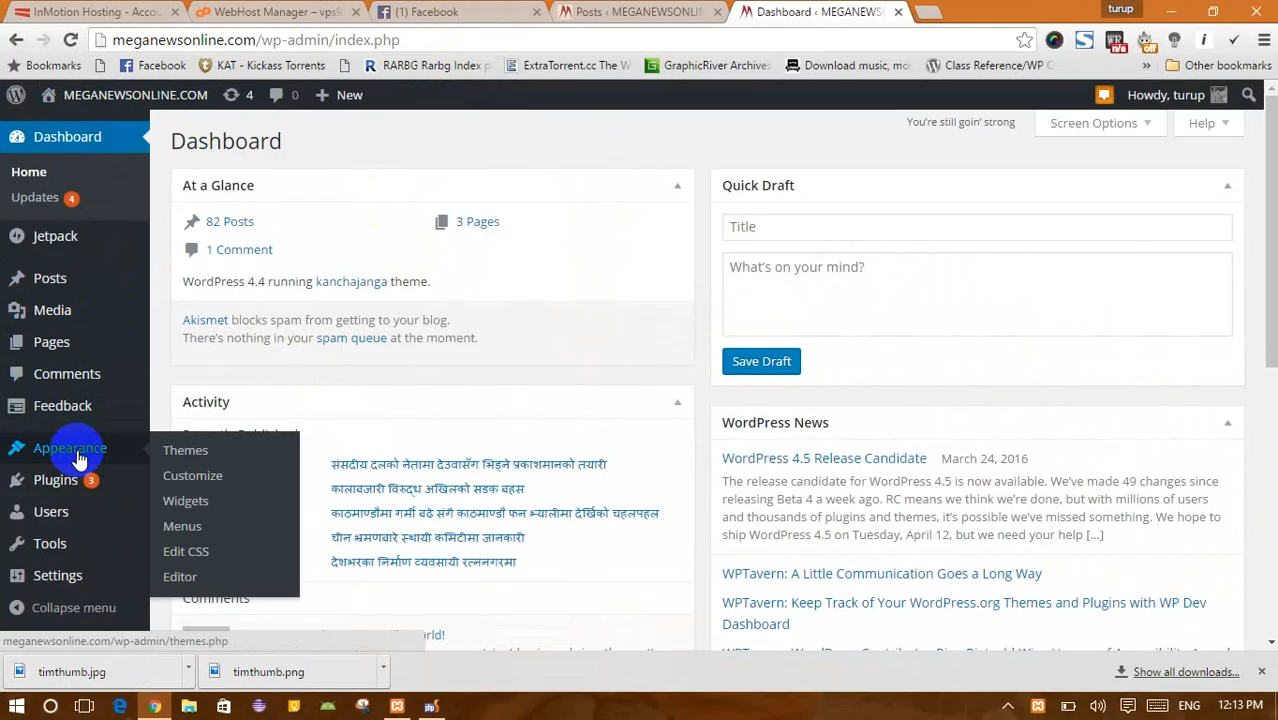 InMotion Hosting - Accou
WebHost Manager – vpsS
(1) Facebook
Posts ‹ MEGANEWSONLIN
Dashboard ‹ MEGANEWSO
turup
meganewsonline.com/wp-admin/index.php
n/a
Bookmarks
Facebook
KAT - Kickass Torrents
RARBG Rarbg Index p
ExtraTorrent.cc The W
GraphicRiver Archives
Download music, mo
Class Reference/WP Q
»
Other bookmarks
MEGANEWSONLINE.COM
4
0
New
Howdy, turup
Dashboard
Home
Updates 4
Jetpack
Posts
Media
Pages
Comments
Feedback
Appearance
Plugins 3
Users
Tools
Settings
Collapse menu
Themes
Customize
Widgets
Menus
Edit CSS
Editor
Dashboard
You're still goin' strong
Screen Options
Help
At a Glance
82 Posts
3 Pages
1 Comment
WordPress 4.4 running kanchajanga theme.
Akismet blocks spam from getting to your blog.
There's nothing in your spam queue at the moment.
Activity
संसदीय दलको नेतामा देउवासँग भिड्ने प्रकाशमानको तयारी
कालाबजारी विरुद्ध अखिलको सडक बहस
काठमाण्डौमा गर्मी बढे संगै काठमाण्डौ फन भ्यालीमा देखिंको चहलपहल
चीन भ्रमणबारे स्थायी कमिटीमा जानकारी
देशभरका निर्माण व्यवसायी रत्ननगरमा
Comments
Quick Draft
Title
What's on your mind?
Save Draft
WordPress News
WordPress 4.5 Release Candidate March 24, 2016
The release candidate for WordPress 4.5 is now available. We've made 49 changes since
releasing Beta 4 a week ago. RC means we think we're done, but with millions of users
and thousands of plugins and themes, it's possible we've missed something. We hope to
ship WordPress 4.5 on Tuesday, April 12, but we need your help […]
WPTavern: A Little Communication Goes a Long Way
WPTavern: Keep Track of Your WordPress.org Themes and Plugins with WP Dev
Dashboard
meganewsonline.com/wp-admin/themes.php
timthumb.jpg
timthumb.png
Show all downloads...
ENG
12:13 PM